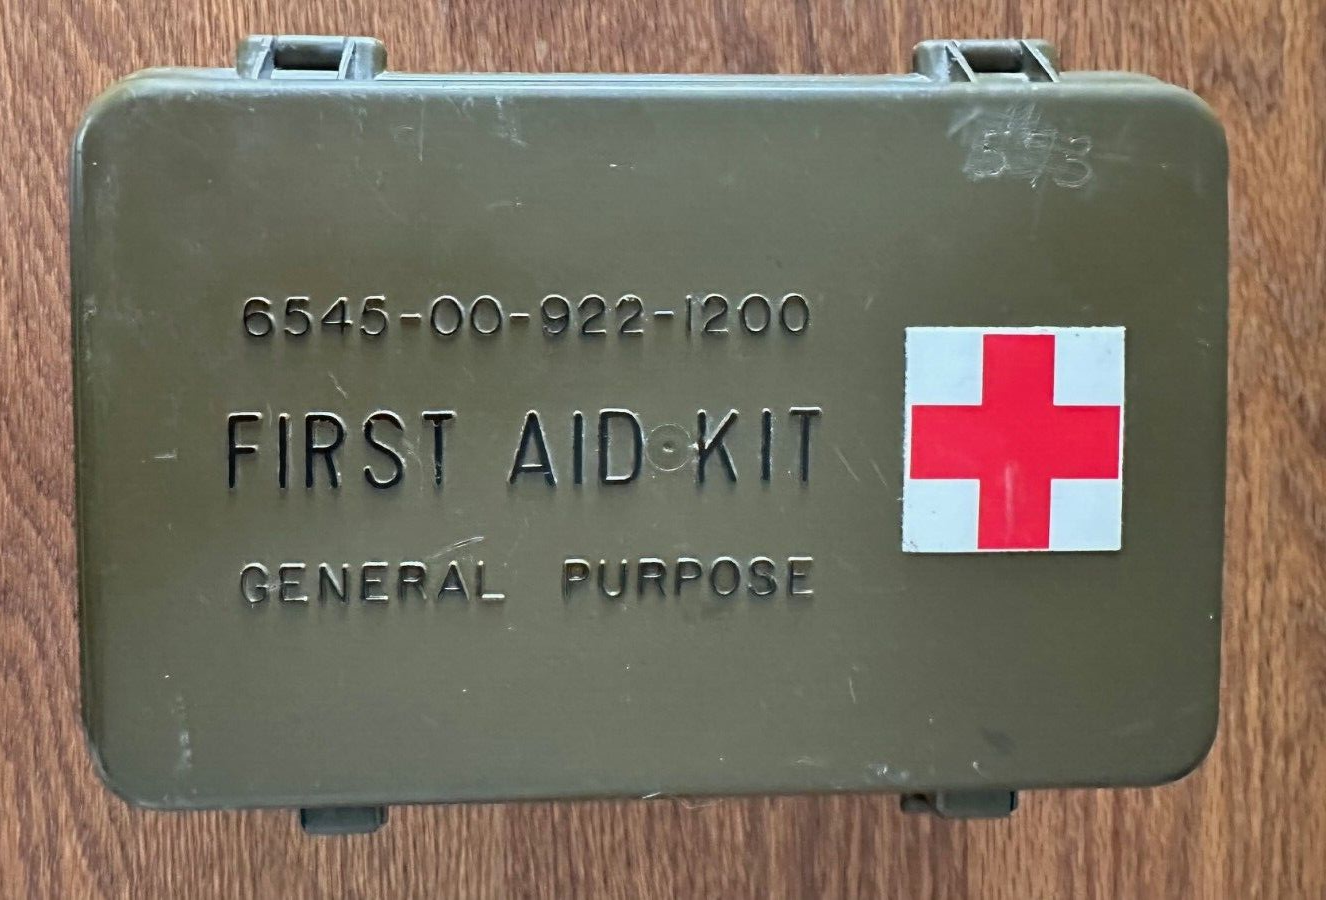 6545-00-922-1200
FIRST AID KIT
GENERAL PURPOSE